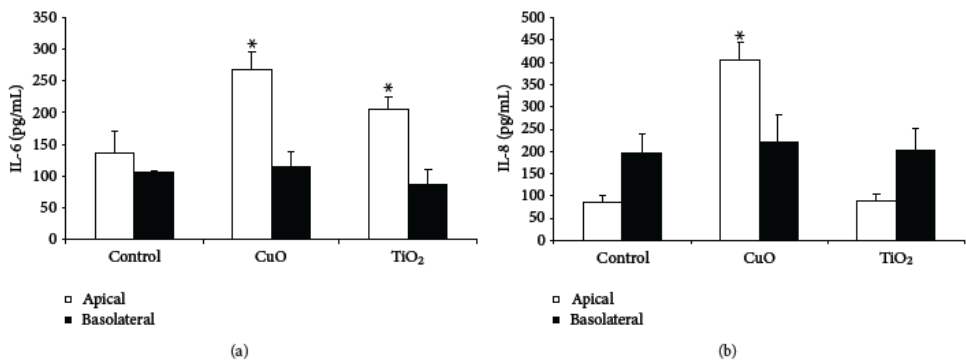 350
300
250
200
150
100
50
0
IL-6 (pg/mL)
*
*
Control
CuO
TiO₂
□ Apical
■ Basolateral
(a)
500
450
400
350
300
250
200
150
100
50
0
IL-8 (pg/mL)
*
Control
CuO
TiO₂
□ Apical
■ Basolateral
(b)